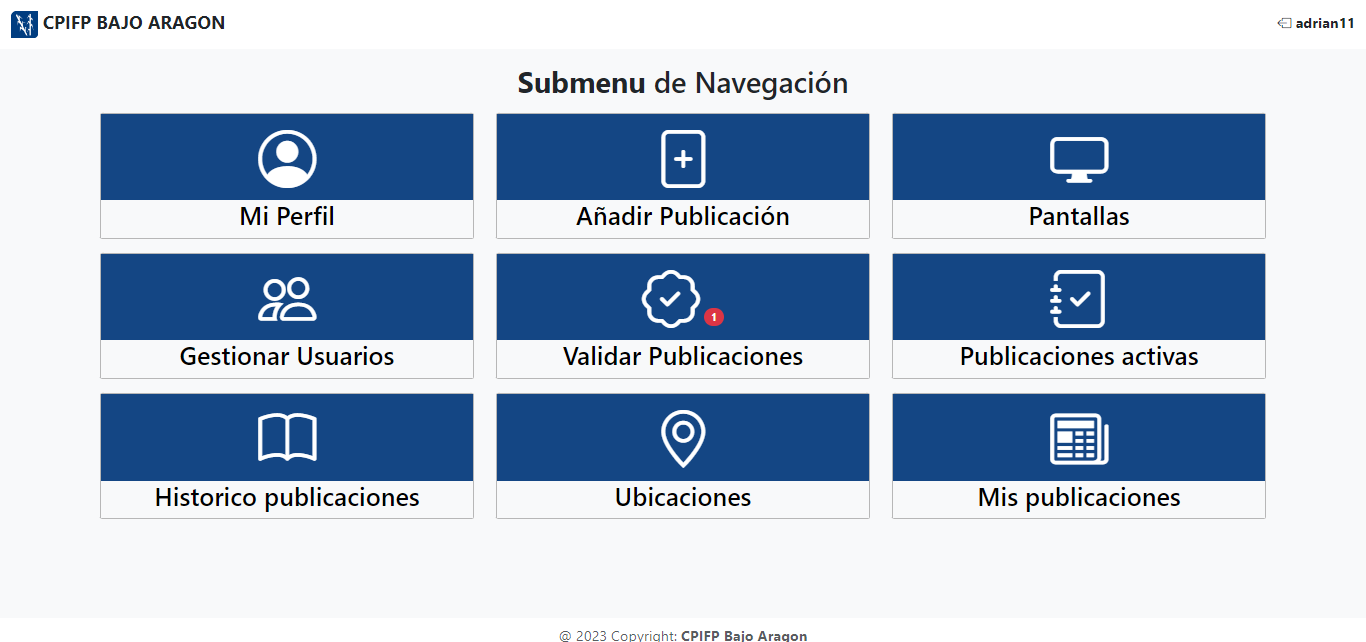 CPIFP BAJO ARAGON
adrian11
Submenu de Navegación
Mi Perfil
Añadir Publicación
Pantallas
Gestionar Usuarios
1
Validar Publicaciones
Publicaciones activas
Historico publicaciones
Ubicaciones
Mis publicaciones
@ 2023 Copyright: CPIFP Bajo Aragon